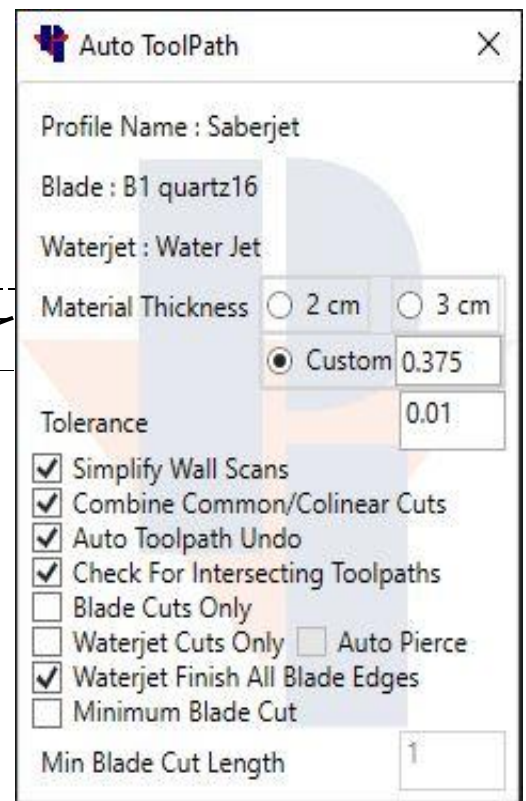 Auto ToolPath
Profile Name : Saberjet
Blade : B1 quartz16
Waterjet : Water Jet
Material Thickness 2 cm 3 cm
Custom 0.375
Tolerance 0.01
Simplify Wall Scans
Combine Common/Colinear Cuts
Auto Toolpath Undo
Check For Intersecting Toolpaths
Blade Cuts Only
Waterjet Cuts Only Auto Pierce
Waterjet Finish All Blade Edges
Minimum Blade Cut
Min Blade Cut Length 1